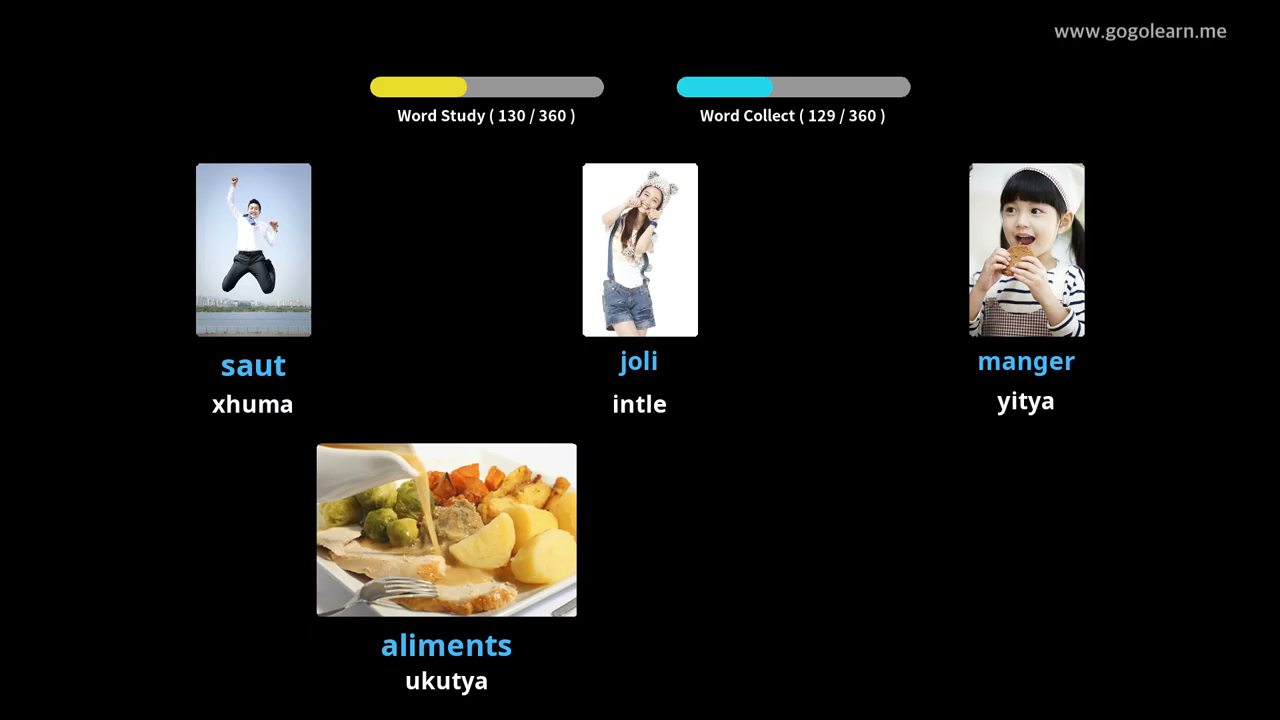 www.gogolearn.me
Word Study ( 130 / 360 )
Word Collect ( 129 / 360 )
saut
xhuma
joli
intle
manger
yitya
aliments
ukutya